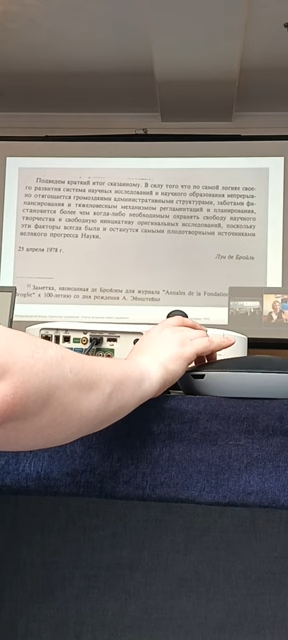 Подведем краткий итог сказанному. В силу того что по самой логике свое-
го развития система научных исследований и научного образования непрерыв-
но отягощается громоздкими административными структурами, заботами фи-
нансирования и тяжеловесным механизмом регламентаций и планирования,
становится более чем когда-либо необходимым охранять свободу научного
творчества и свободную инициативу оригинальных исследований, поскольку
эти факторы всегда были и останутся самыми плодотворными источниками
великого прогресса Науки.
25 апреля 1978 г.
Луи де Бройль
Заметка, написанная де Бройлем для журнала "Annales de la Fondation
Broglie" к 100-летию со дня рождения А. Эйнштейна